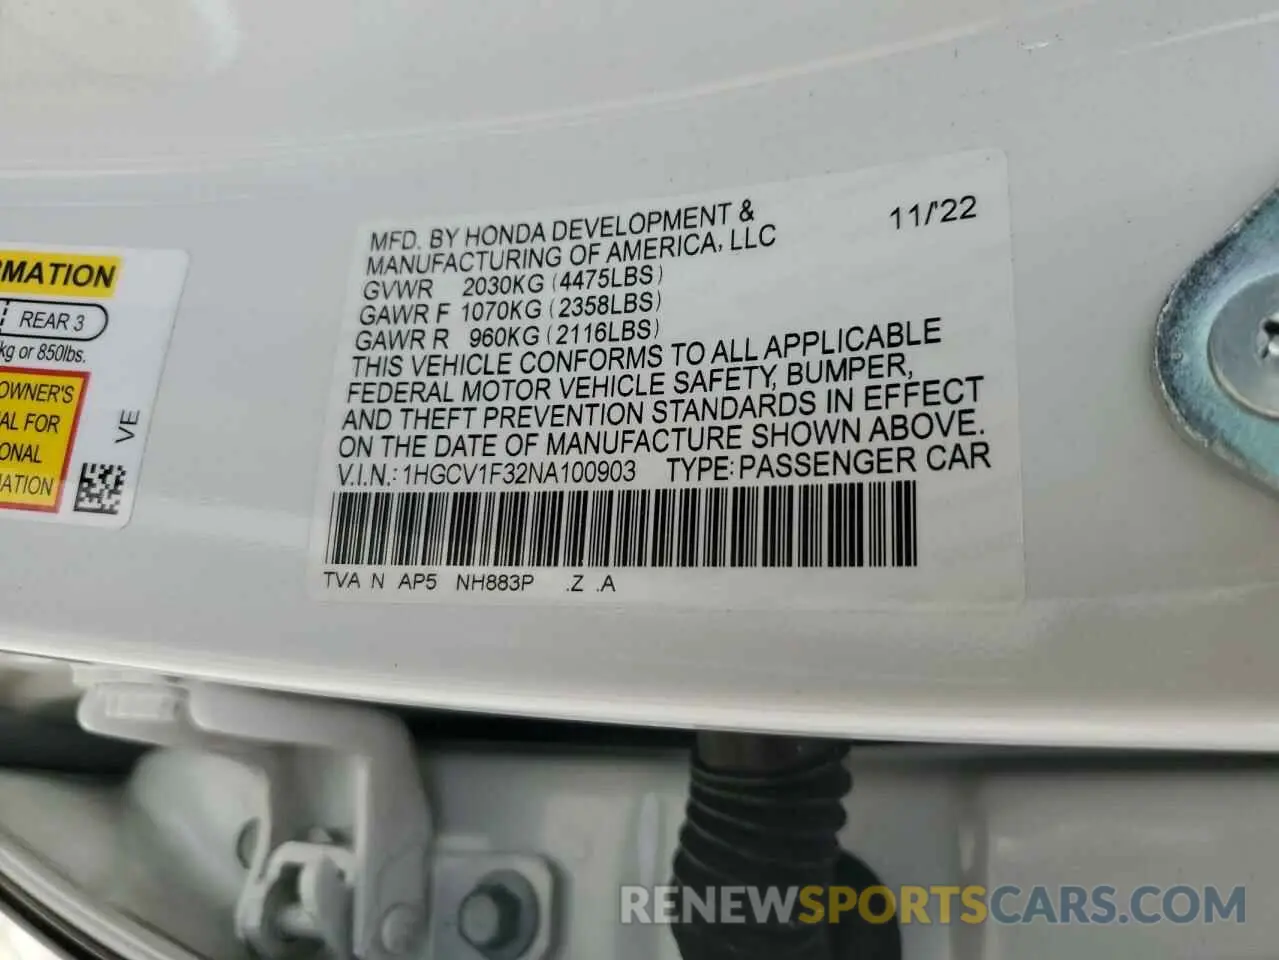 RMATION
REAR 3
kg or 850lbs.
OWNER'S
AL FOR
ONAL
MATION
VE
11/'22
MFD. BY HONDA DEVELOPMENT &
MANUFACTURING OF AMERICA, LLC
GVWR 2030KG (4475LBS)
GAWR F 1070KG (2358LBS)
GAWR R 960KG (2116LBS)
THIS VEHICLE CONFORMS TO ALL APPLICABLE
FEDERAL MOTOR VEHICLE SAFETY, BUMPER,
AND THEFT PREVENTION STANDARDS IN EFFECT
ON THE DATE OF MANUFACTURE SHOWN ABOVE.
V.I.N.: 1HGCV1F32NA100903 TYPE: PASSENGER CAR
TVA N AP5 NH883P .Z .A
RENEWSPORTSCARS.COM